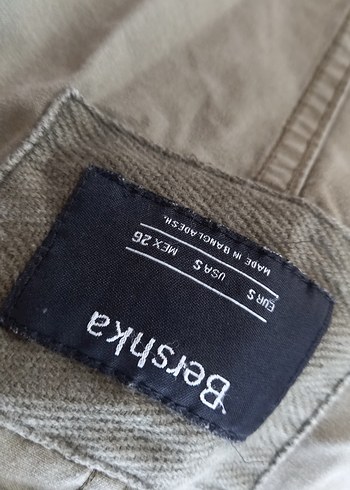 Bershka
EUR S USA S MEX 26
MADE IN BANGLADESH.